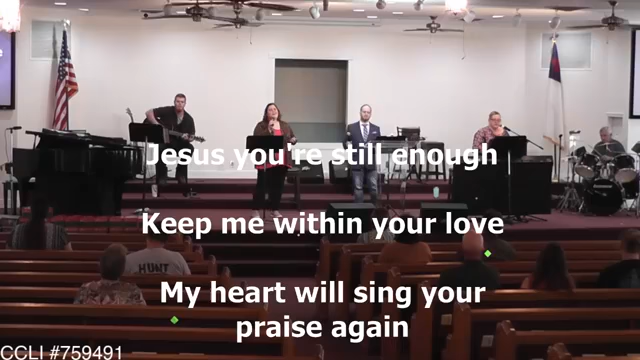 Jesus you're still enough
Keep me within your love
HUNT
My heart will sing your
praise again
CCLI #759491